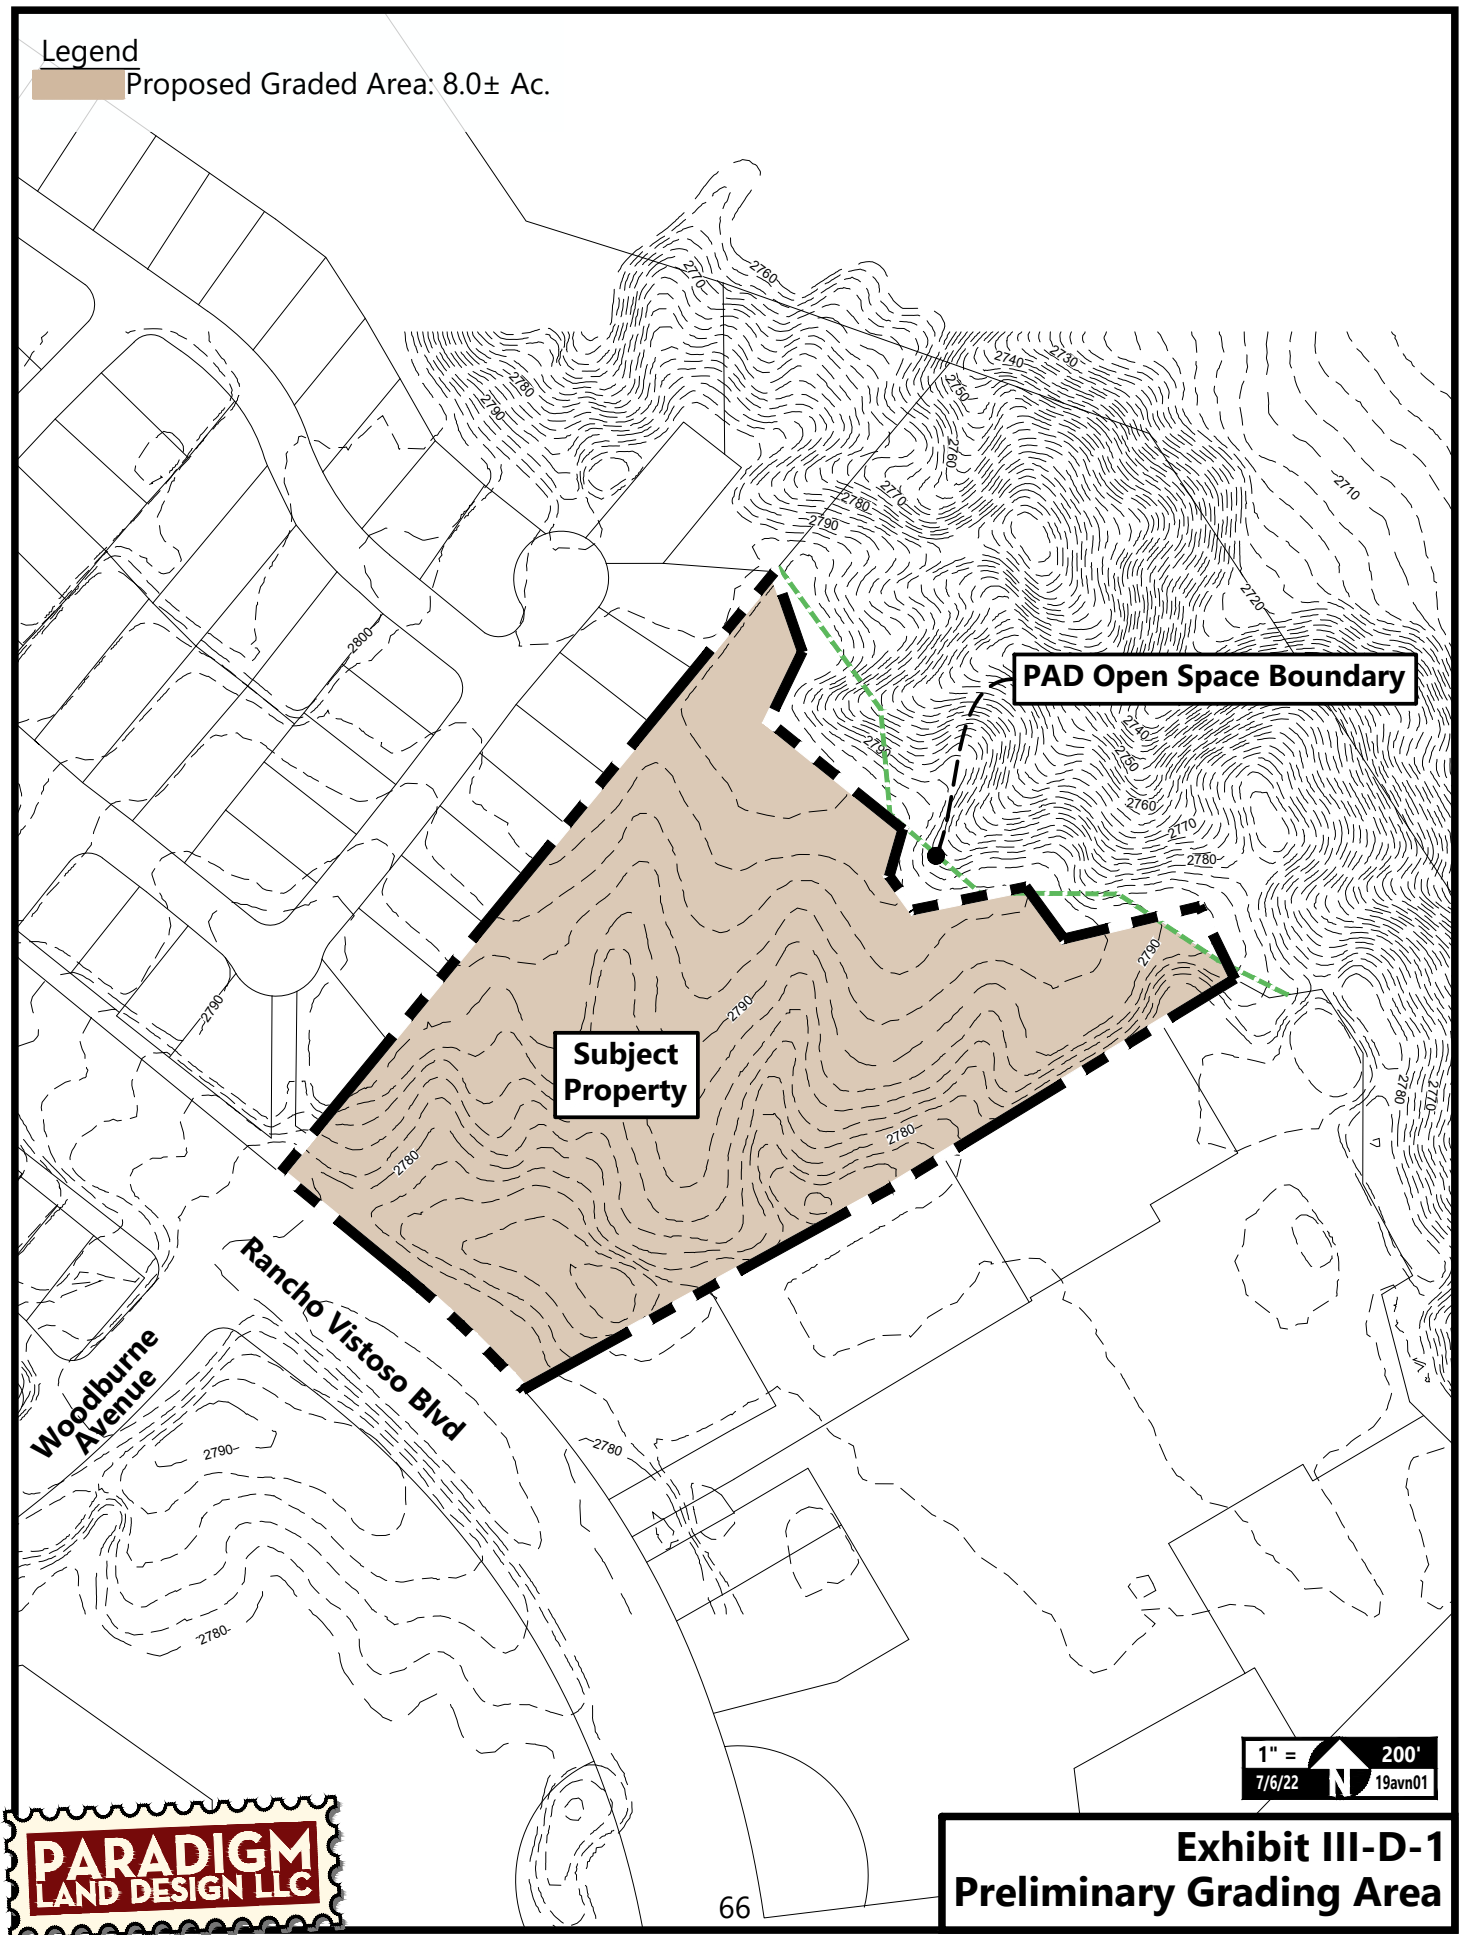 Legend
Proposed Graded Area: 8.0± Ac.
2770
2760
2780
2790
2740
2730
2750
2760
2770
2780
2790
2710
2720
2800
PAD Open Space Boundary
2790
2740
2750
2760
2770
2780
2790
2790
2790
Subject
Property
2780
2780
2780
2770
Rancho Vistoso Blvd
Woodburne
Avenue
2790
2780
2780
1" =
200'
7/6/22
N
19avn01
Exhibit III-D-1
Preliminary Grading Area
PARADIGM
LAND DESIGN LLC
66